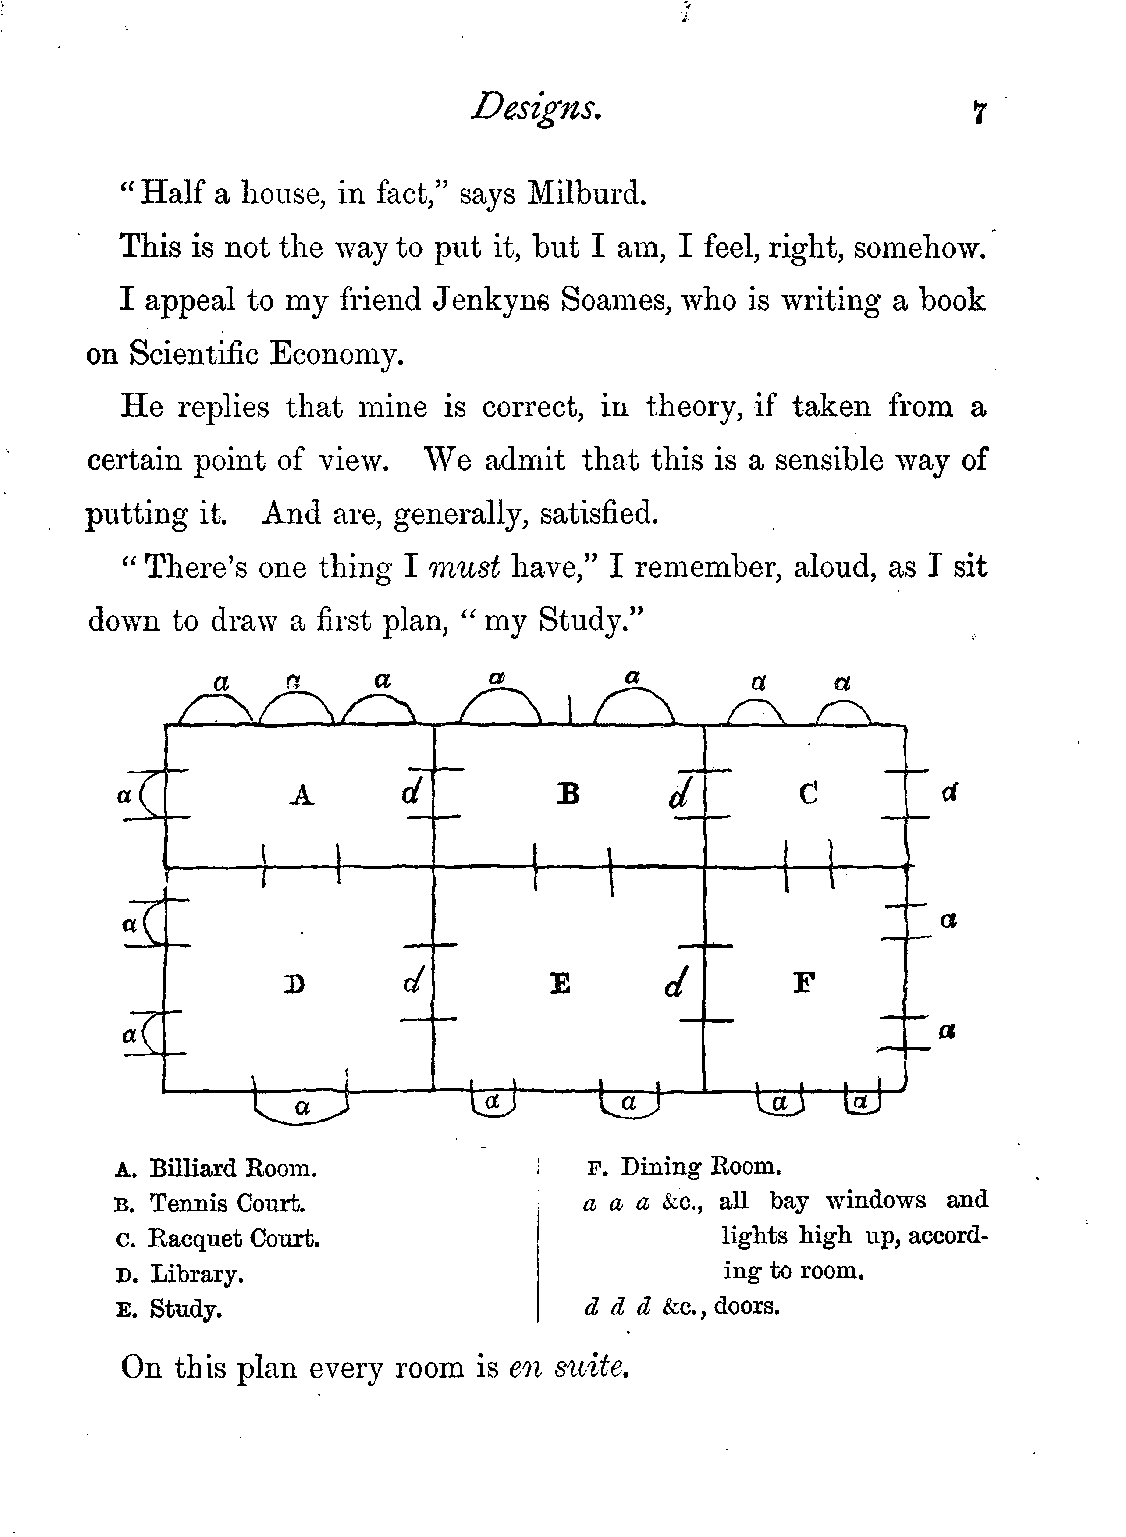 Designs. 7
“Half a house, in fact,” says Milburd.
This is not the way to put it, but I am, I feel, right, somehow.
I appeal to my friend Jenkyns Soames, who is writing a book
on Scientific Economy.
He replies that mine is correct, in theory, if taken from a
certain point of view. We admit that this is a sensible way of
putting it. And are, generally, satisfied.
“There’s one thing I must have,” I remember, aloud, as I sit
down to draw a first plan, “my Study.”
a a a a a a a
a A d B d C a
a a
D d E d F
a a
a a a a a
A. Billiard Room.
B. Tennis Court.
C. Racquet Court.
D. Library.
E. Study.
F. Dining Room.
a a a &c., all bay windows and
lights high up, accord-
ing to room.
d d d &c., doors.
On this plan every room is en suite.